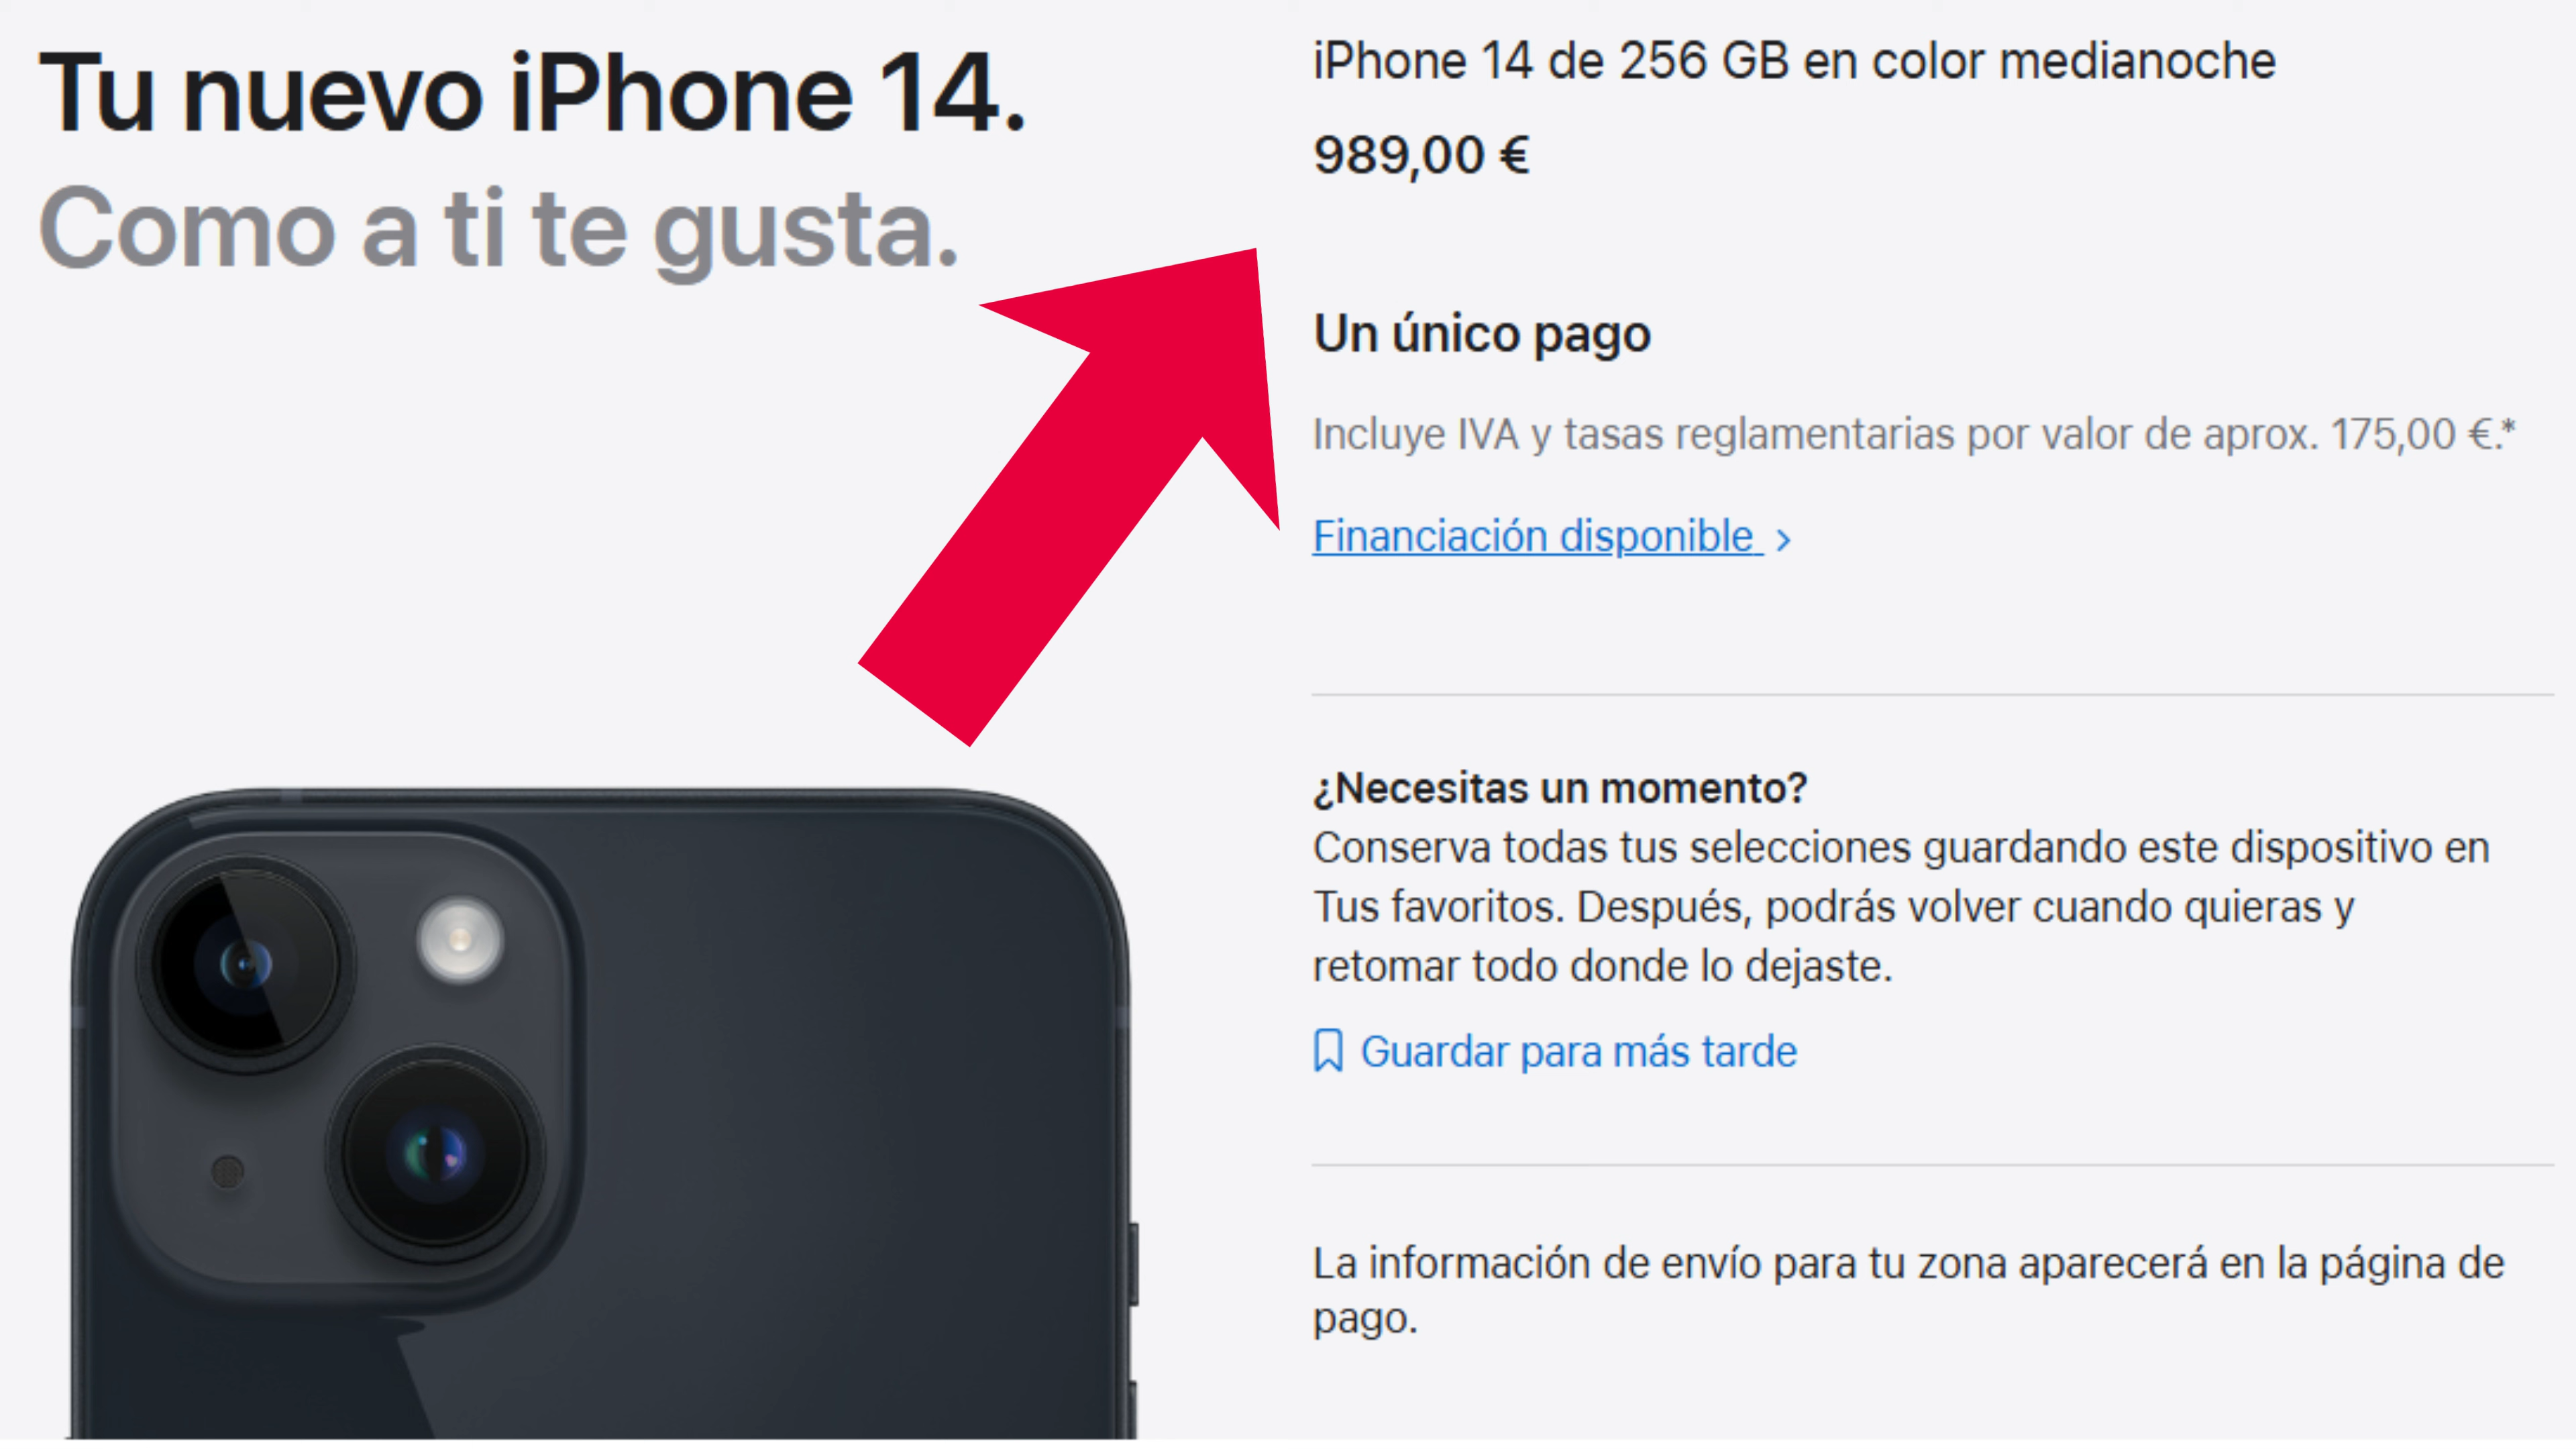 Tu nuevo iPhone 14.
Como a ti te gusta.
iPhone 14 de 256 GB en color medianoche
989,00 €
Un único pago
Incluye IVA y tasas reglamentarias por valor de aprox. 175,00 €.*
Financiación disponible >
¿Necesitas un momento?
Conserva todas tus selecciones guardando este dispositivo en
Tus favoritos. Después, podrás volver cuando quieras y
retomar todo donde lo dejaste.
Guardar para más tarde
La información de envío para tu zona aparecerá en la página de
pago.